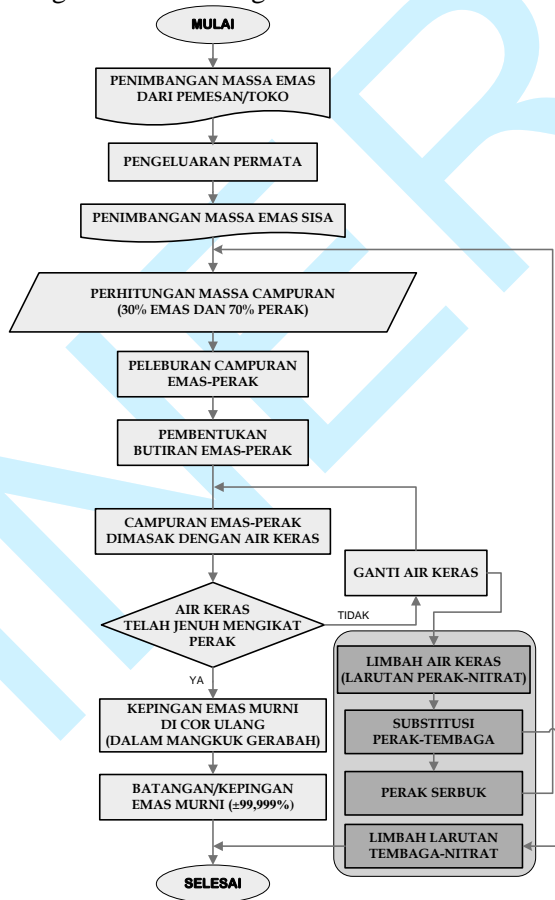 MULAI
PENIMBANGAN MASSA EMAS
DARI PEMESAN/TOKO
PENGELUARAN PERMATA
PENIMBANGAN MASSA EMAS SISA
PERHITUNGAN MASSA CAMPURAN
(30% EMAS DAN 70% PERAK)
PELEBURAN CAMPURAN
EMAS-PERAK
PEMBENTUKAN
BUTIRAN EMAS-PERAK
CAMPURAN EMAS-PERAK
DIMASAK DENGAN AIR KERAS
GANTI AIR KERAS
AIR KERAS
TELAH JENUH MENGIKAT
PERAK
TIDAK
YA
LIMBAH AIR KERAS
(LARUTAN PERAK-NITRAT)
KEPINGAN EMAS MURNI
DI COR ULANG
(DALAM MANGKUK GERABAH)
SUBSTITUSI
PERAK-TEMBAGA
BATANGAN/KEPINGAN
EMAS MURNI (±99,999%)
PERAK SERBUK
LIMBAH LARUTAN
TEMBAGA-NITRAT
SELESAI